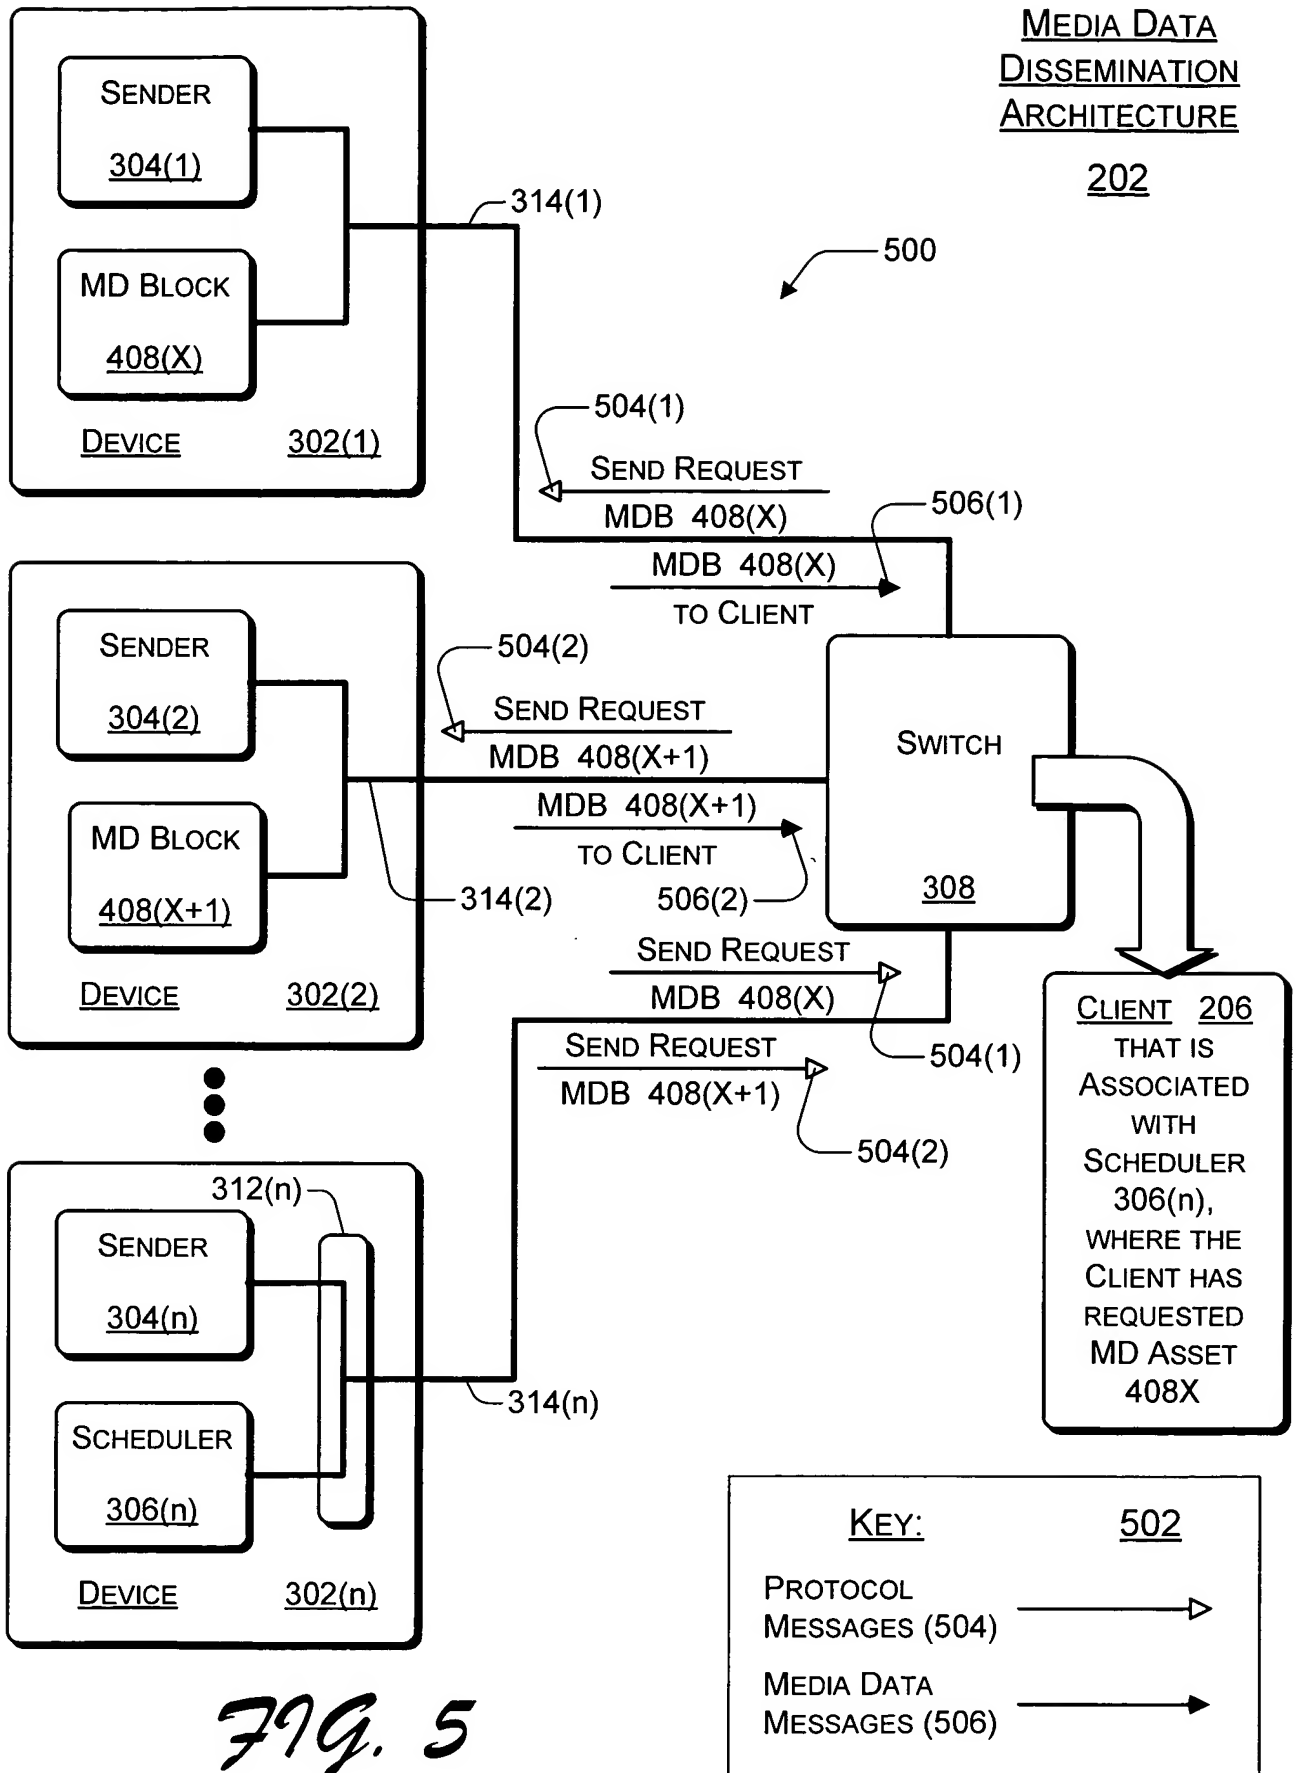 MEDIA DATA
DISSEMINATION
ARCHITECTURE
202
SENDER
304(1)
314(1)
500
MD BLOCK
408(X)
504(1)
DEVICE 302(1)
SEND REQUEST
MDB 408(X)
506(1)
MDB 408(X)
TO CLIENT
SENDER
304(2)
504(2)
SEND REQUEST
MDB 408(X+1)
MDB 408(X+1)
TO CLIENT
SWITCH
308
MD BLOCK
408(X+1)
314(2)
506(2)
DEVICE 302(2)
SEND REQUEST
MDB 408(X)
504(1)
SEND REQUEST
MDB 408(X+1)
504(2)
CLIENT 206
THAT IS
ASSOCIATED
WITH
SCHEDULER
306(n),
WHERE THE
CLIENT HAS
REQUESTED
MD ASSET
408X
312(n)
SENDER
304(n)
314(n)
SCHEDULER
306(n)
DEVICE 302(n)
KEY: 502
PROTOCOL
MESSAGES (504)
MEDIA DATA
MESSAGES (506)
FIG. 5